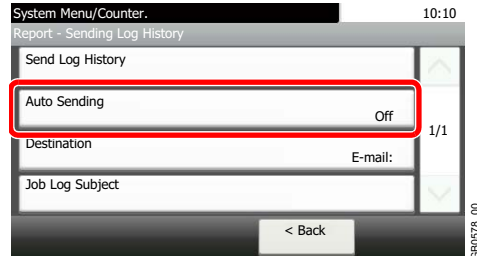 System Menu/Counter. 10:10
Report - Sending Log History
Send Log History
Auto Sending
Off
1/1
Destination
E-mail:
Job Log Subject
< Back
GB0578_00